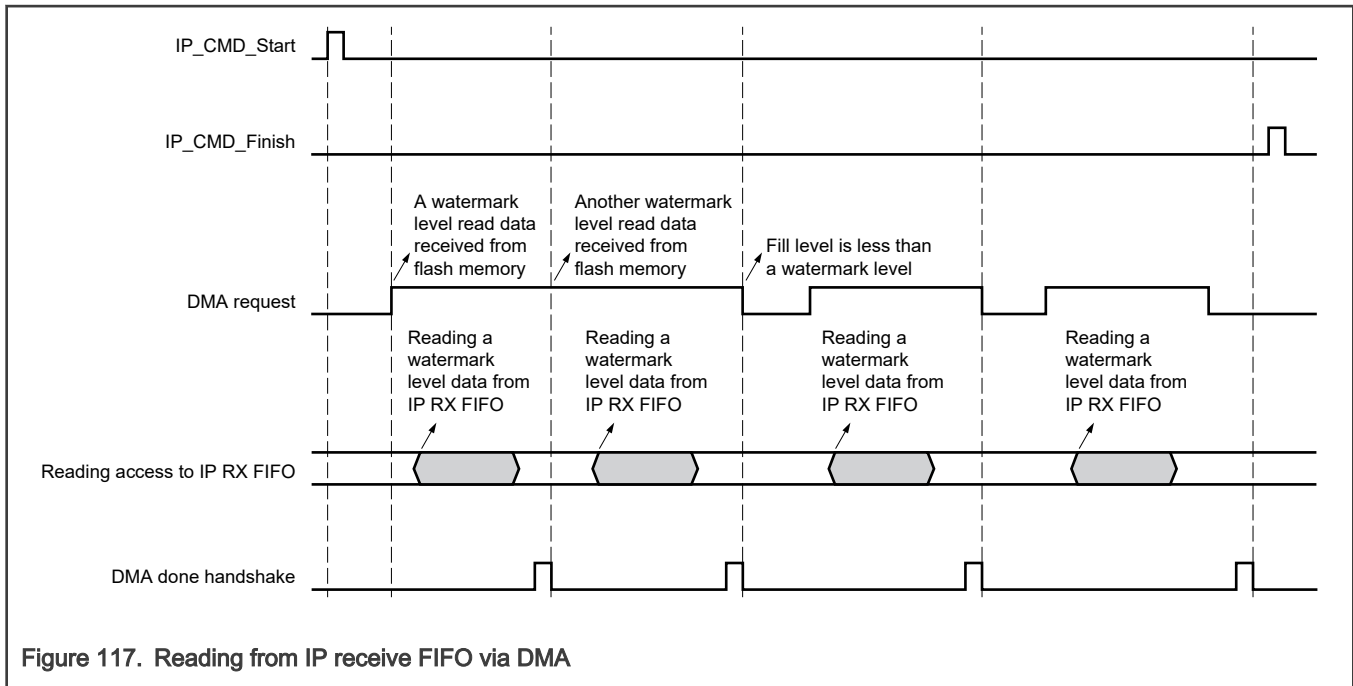 IP_CMD_Start
IP_CMD_Finish
A watermark
level read data
received from
flash memory
Another watermark
level read data
received from
flash memory
Fill level is less than
a watermark level
DMA request
Reading a
watermark
level data from
IP RX FIFO
Reading a
watermark
level data from
IP RX FIFO
Reading a
watermark
level data from
IP RX FIFO
Reading a
watermark
level data from
IP RX FIFO
Reading access to IP RX FIFO
DMA done handshake
Figure 117. Reading from IP receive FIFO via DMA